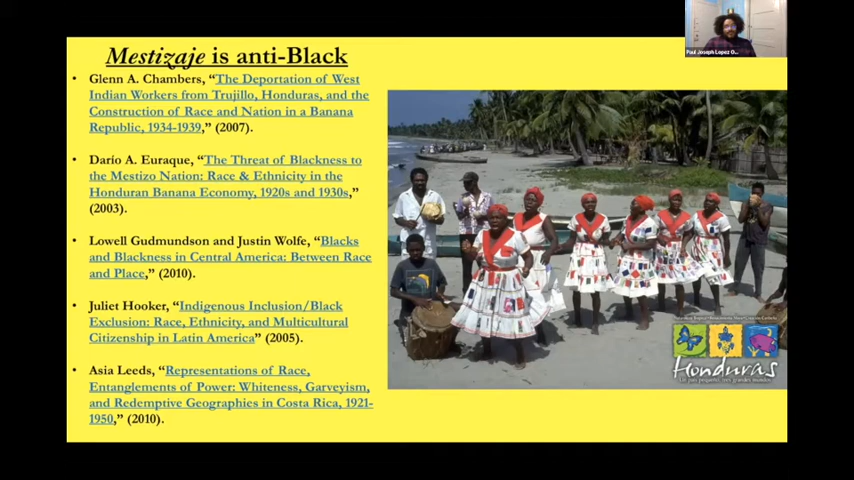 Paul Joseph Lopez O...
Mestizaje is anti-Black
• Glenn A. Chambers, “The Deportation of West
Indian Workers from Trujillo, Honduras, and the
Construction of Race and Nation in a Banana
Republic, 1934-1939,” (2007).
• Darío A. Euraque, “The Threat of Blackness to
the Mestizo Nation: Race & Ethnicity in the
Honduran Banana Economy, 1920s and 1930s,”
(2003).
• Lowell Gudmundson and Justin Wolfe, “Blacks
and Blackness in Central America: Between Race
and Place,” (2010).
• Juliet Hooker, “Indigenous Inclusion/Black
Exclusion: Race, Ethnicity, and Multicultural
Citizenship in Latin America” (2005).
• Asia Leeds, “Representations of Race,
Entanglements of Power: Whiteness, Garveyism,
and Redemptive Geographies in Costa Rica, 1921-
1950,” (2010).
Honduras